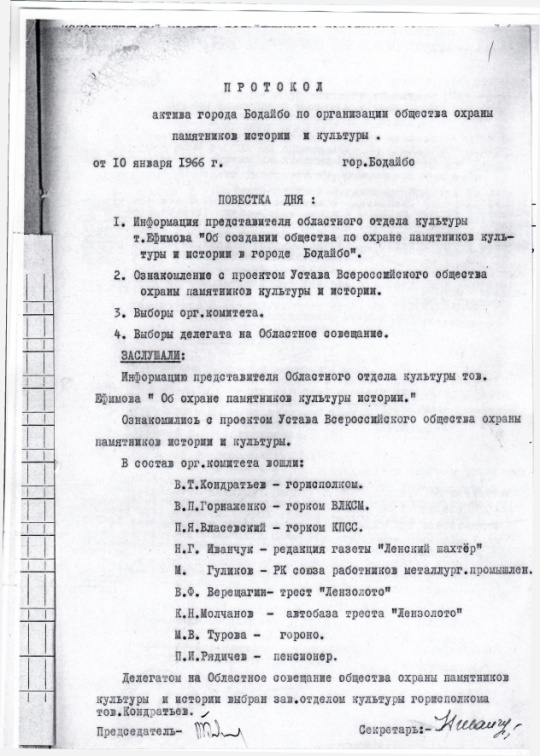 П Р О Т О К О Л
актива города Бодайбо по организации общества охраны
памятников истории и культуры .
от 10 января 1966 г. гор.Бодайбо
ПОВЕСТКА ДНЯ :
1. Информация представителя областного отдела культуры
т.Ефимова "Об создании общества по охране памятников куль-
туры и истории в городе Бодайбо".
2. Ознакомление с проектом Устава Всероссийского общества
охраны памятников культуры и истории.
3. Выборы орг.комитета.
4. Выборы делегата на Областное совещание.
ЗАСЛУШАЛИ:
Информацию представителя Областного отдела культуры тов.
Ефимова " Об охране памятников культуры истории."
Ознакомились с проектом Устава Всероссийского общества охраны
памятников истории и культуры.
В состав орг.комитета вошли:
В.Т.Кондратьев - горисполком.
В.П.Горнаженко - горком ВЛКСМ.
П.Я.Власевский - горком КПСС.
Н.Г. Иванчук - редакция газеты "Ленский шахтёр"
М. Гуликов - РК союза работников металлург.промышлен.
В.Ф. Верещагин- трест "Лензолото"
К.Н.Молчанов - автобаза треста "Лензолото"
М.В. Турова - гороно.
П.И.Рядичев - пенсионер.
Делегатом на Областное совещание общества охраны памятников
культуры и истории выбран зав.отделом культуры горисполкома
тов.Кондратьев.
Председатель- Секретарь:-